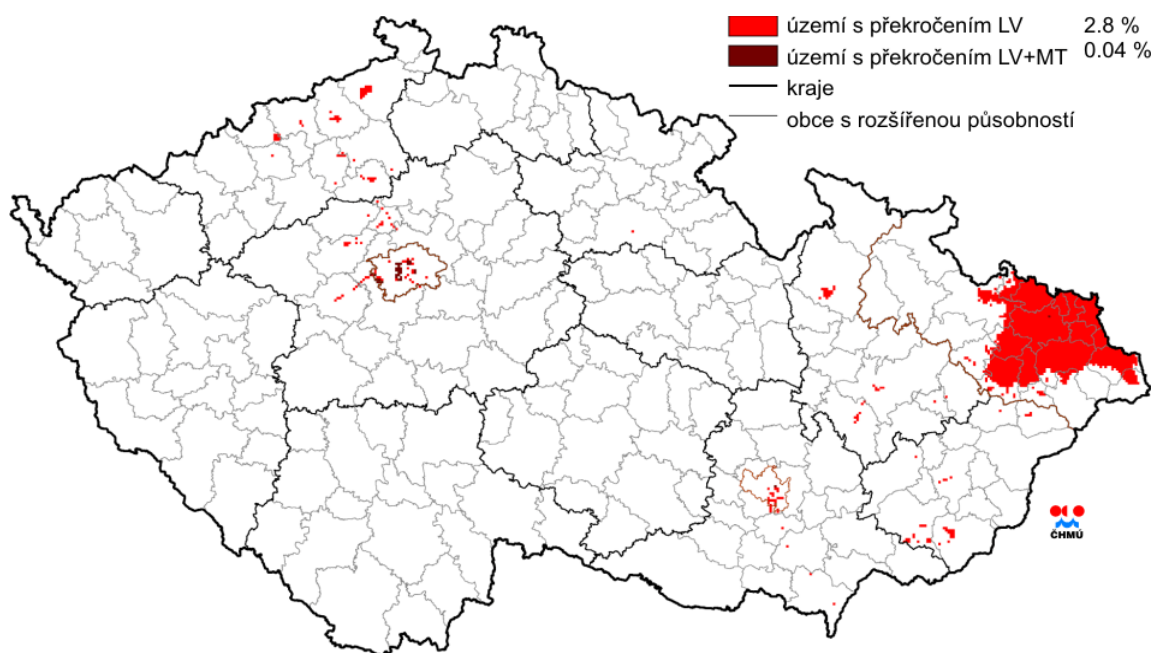 území s překročením LV 2.8 %
území s překročením LV+MT 0.04 %
kraje
obce s rozšířenou působností
ČHMÚ